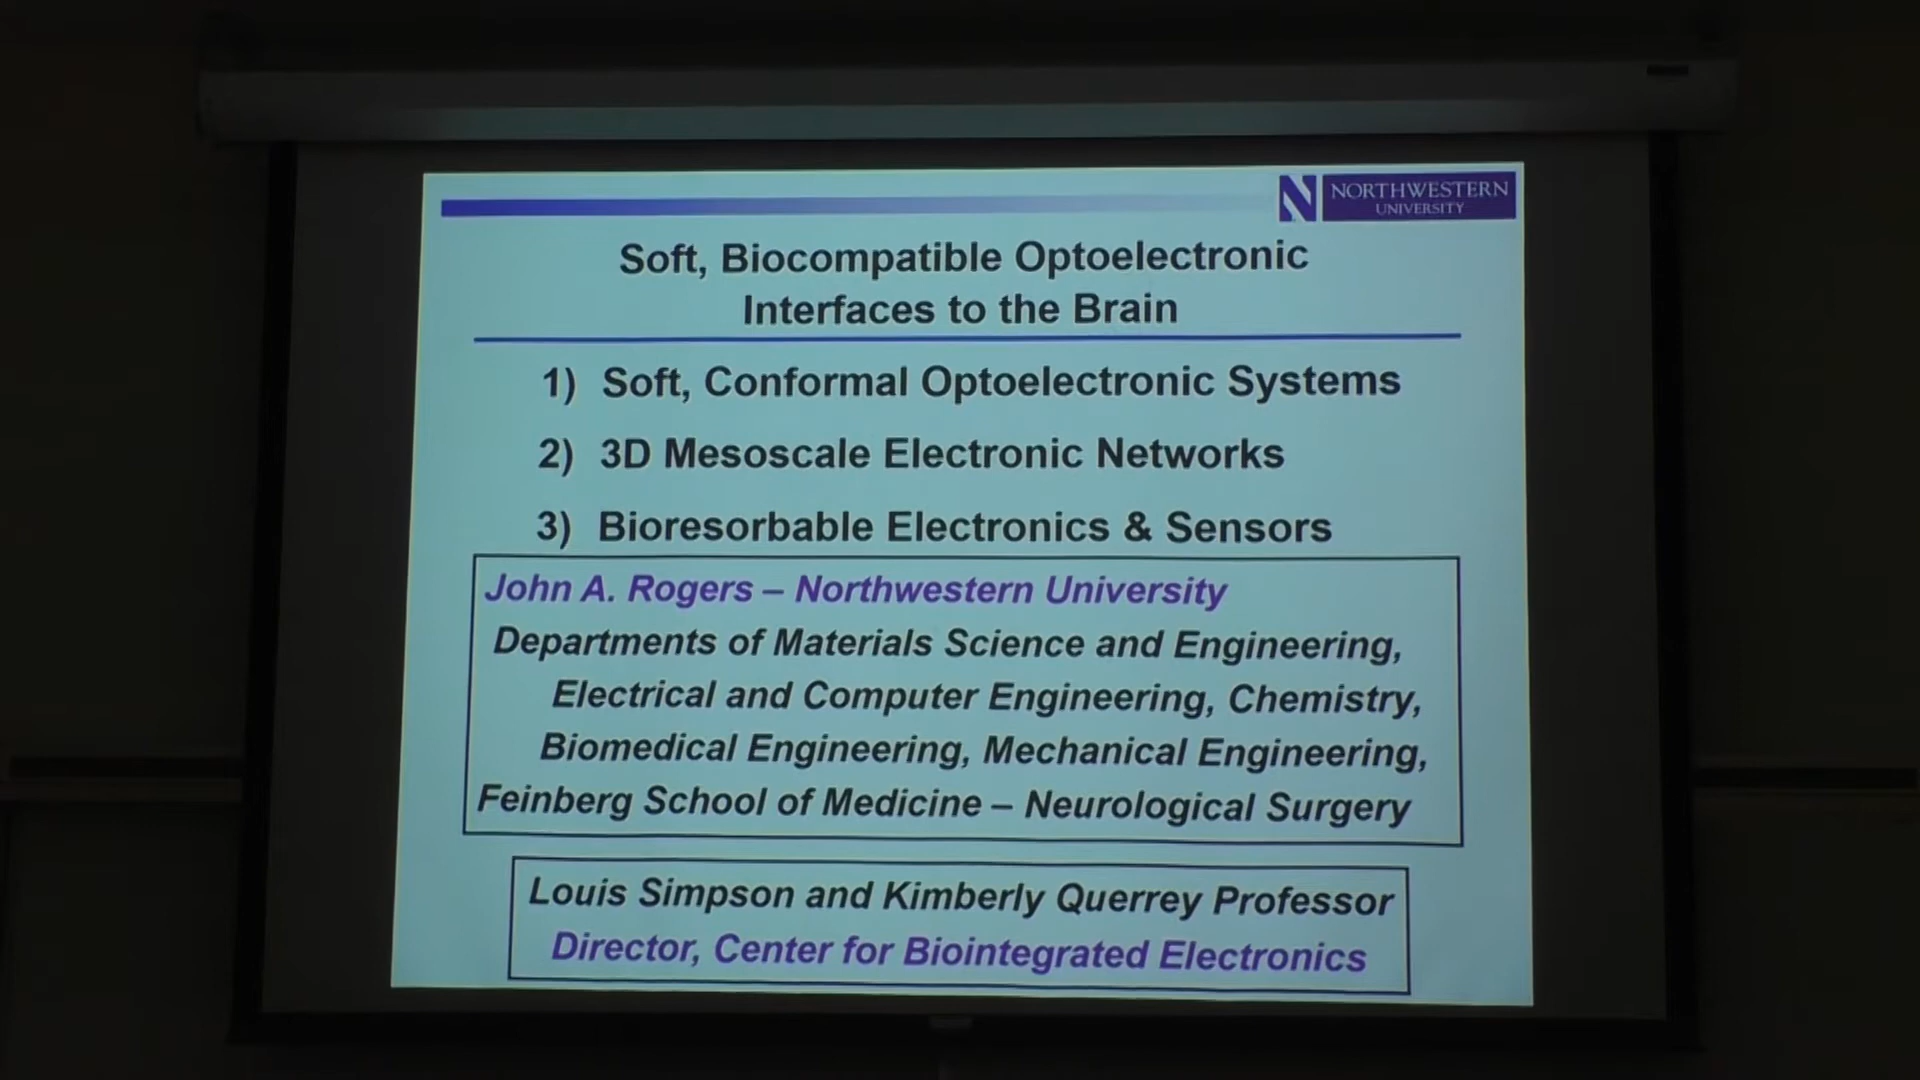 NORTHWESTERN
UNIVERSITY
Soft, Biocompatible Optoelectronic
Interfaces to the Brain
1) Soft, Conformal Optoelectronic Systems
2) 3D Mesoscale Electronic Networks
3) Bioresorbable Electronics & Sensors
John A. Rogers – Northwestern University
Departments of Materials Science and Engineering,
Electrical and Computer Engineering, Chemistry,
Biomedical Engineering, Mechanical Engineering,
Feinberg School of Medicine – Neurological Surgery
Louis Simpson and Kimberly Querrey Professor
Director, Center for Biointegrated Electronics